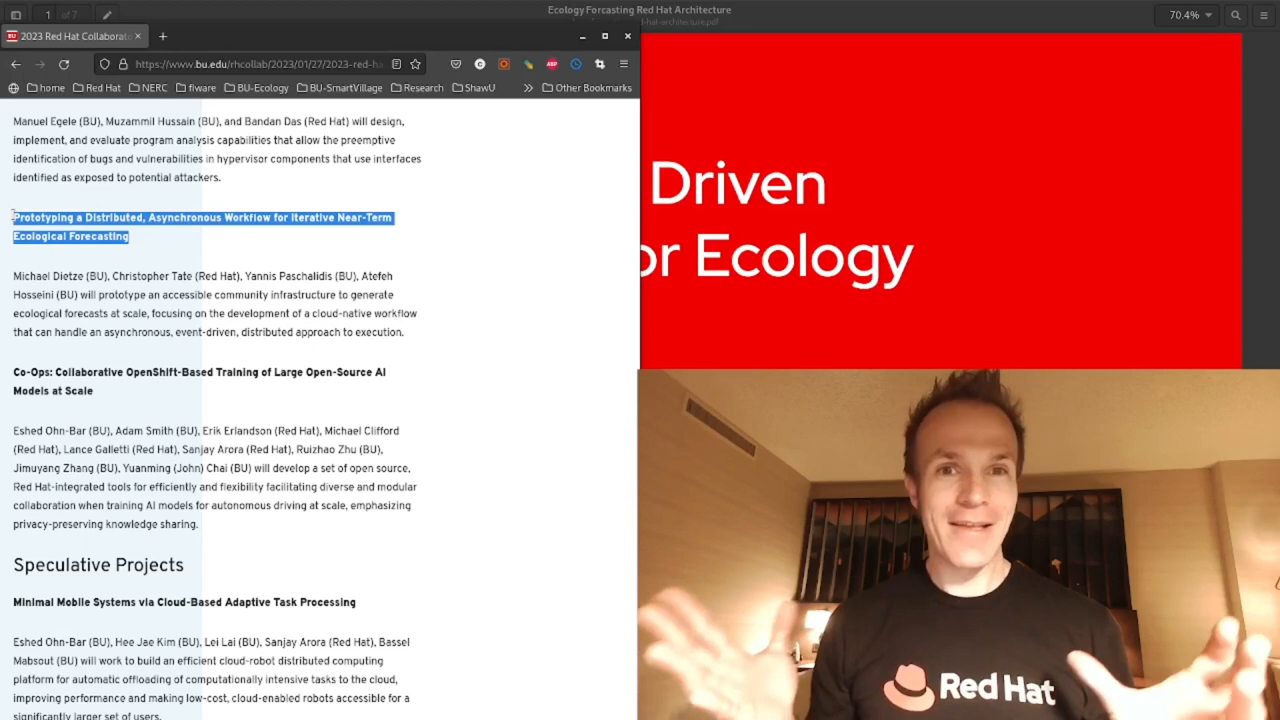 1 of 7
Ecology Forcasting Red Hat Architecture
d-hat-architecture.pdf
70.4%
BU 2023 Red Hat Collaborat
https://www.bu.edu/rhcollab/2023/01/27/2023-red-ha
home Red Hat NERC fiware BU-Ecology BU-SmartVillage Research ShawU Other Bookmarks
Manuel Egele (BU), Muzammil Hussain (BU), and Bandan Das (Red Hat) will design,
implement, and evaluate program analysis capabilities that allow the preemptive
identification of bugs and vulnerabilities in hypervisor components that use interfaces
identified as exposed to potential attackers.
Prototyping a Distributed, Asynchronous Workflow for Iterative Near-Term
Ecological Forecasting
Michael Dietze (BU), Christopher Tate (Red Hat), Yannis Paschalidis (BU), Atefeh
Hosseini (BU) will prototype an accessible community infrastructure to generate
ecological forecasts at scale, focusing on the development of a cloud-native workflow
that can handle an asynchronous, event-driven, distributed approach to execution.
Co-Ops: Collaborative OpenShift-Based Training of Large Open-Source AI
Models at Scale
Eshed Ohn-Bar (BU), Adam Smith (BU), Erik Erlandson (Red Hat), Michael Clifford
(Red Hat), Lance Galletti (Red Hat), Sanjay Arora (Red Hat), Ruizhao Zhu (BU),
Jimuyang Zhang (BU), Yuanming (John) Chai (BU) will develop a set of open source,
Red Hat-integrated tools for efficiently and flexibility facilitating diverse and modular
collaboration when training AI models for autonomous driving at scale, emphasizing
privacy-preserving knowledge sharing.
Speculative Projects
Minimal Mobile Systems via Cloud-Based Adaptive Task Processing
Eshed Ohn-Bar (BU), Hee Jae Kim (BU), Lei Lai (BU), Sanjay Arora (Red Hat), Bassel
Mabsout (BU) will work to build an efficient cloud-robot distributed computing
platform for automatic offloading of computationally intensive tasks to the cloud,
improving performance and making low-cost, cloud-enabled robots accessible for a
significantly larger set of users.
Driven
or Ecology
Red Hat